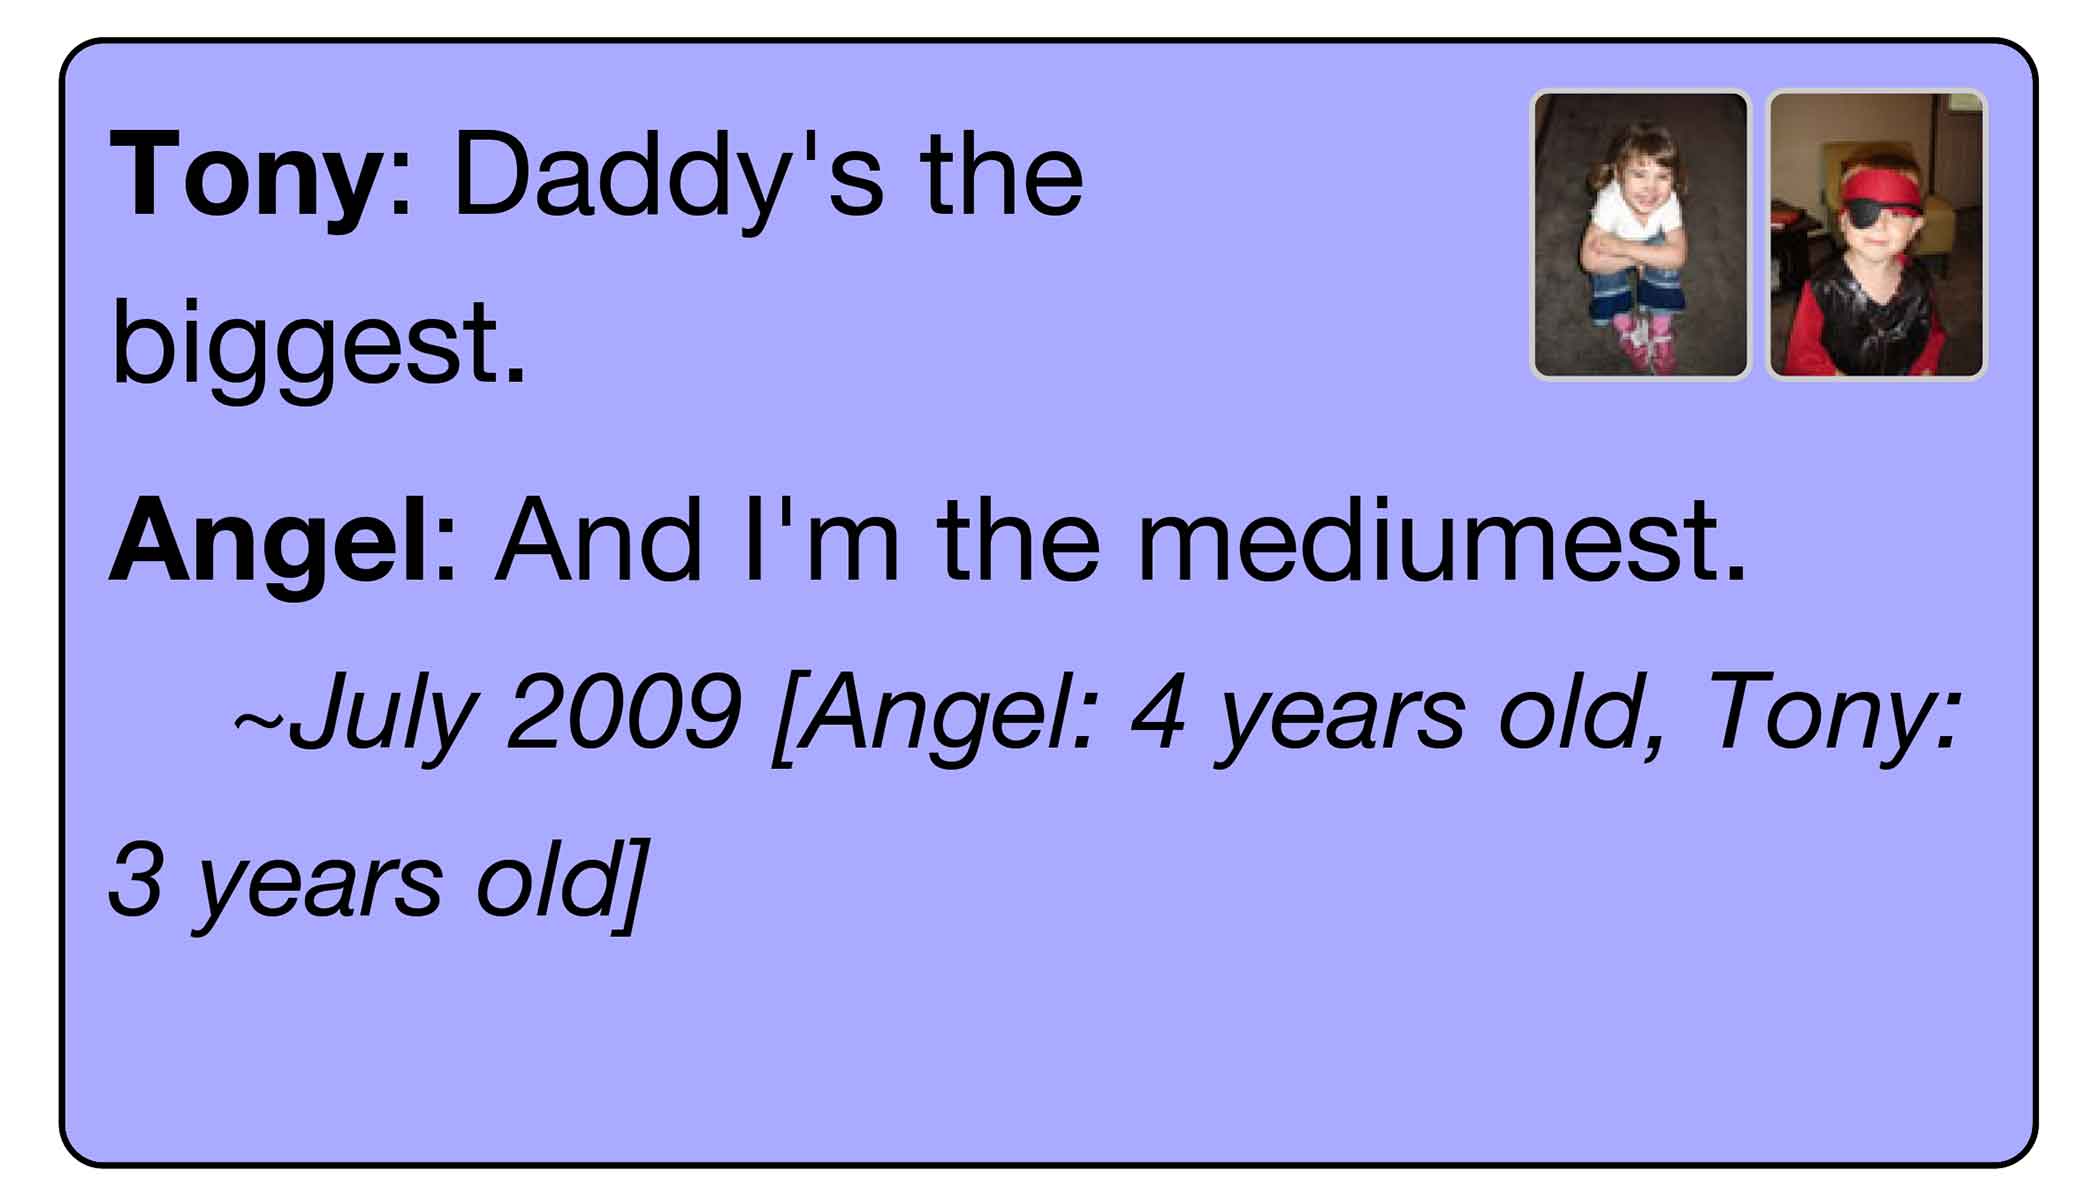 Tony: Daddy's the
biggest.
Angel: And I'm the mediumest.
~July 2009 [Angel: 4 years old, Tony:
3 years old]